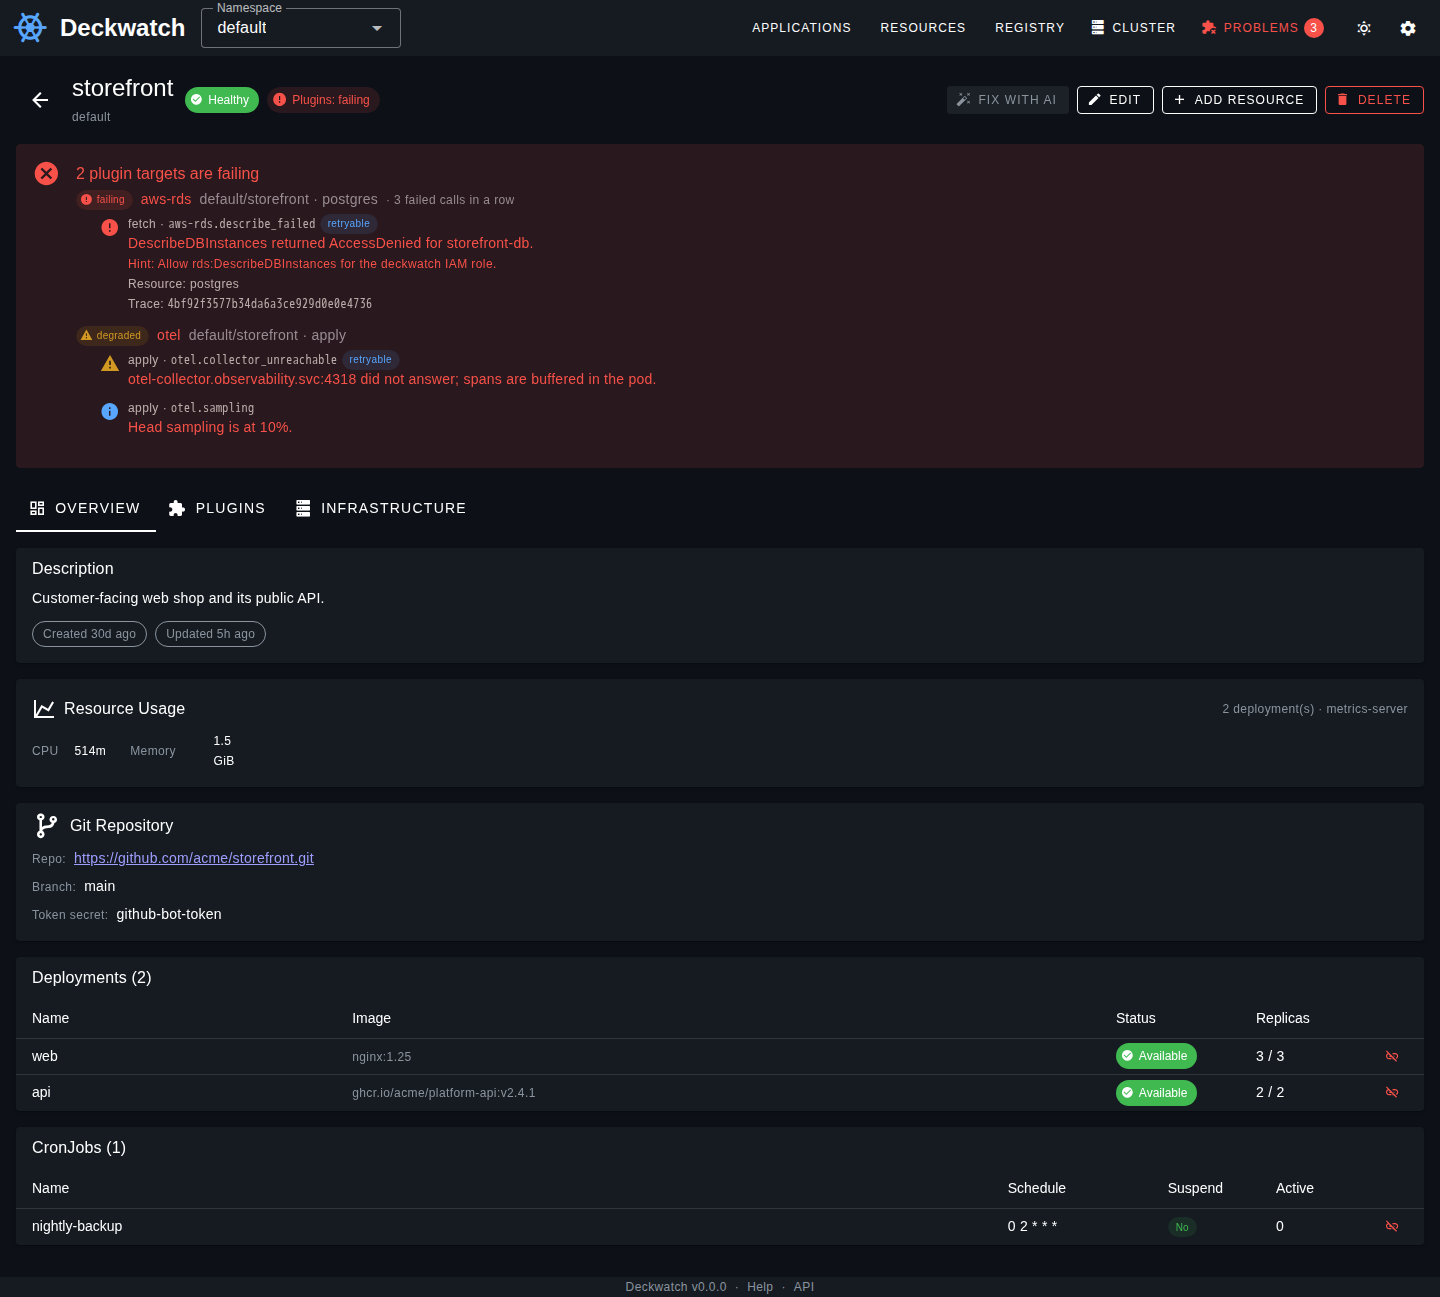 Deckwatch
Namespace
default
APPLICATIONS
RESOURCES
REGISTRY
CLUSTER
PROBLEMS 3
storefront
default
Healthy
Plugins: failing
FIX WITH AI
EDIT
ADD RESOURCE
DELETE
2 plugin targets are failing
failing aws-rds default/storefront · postgres · 3 failed calls in a row
fetch · aws-rds.describe_failed retryable
DescribeDBInstances returned AccessDenied for storefront-db.
Hint: Allow rds:DescribeDBInstances for the deckwatch IAM role.
Resource: postgres
Trace: 4bf92f3577b34da6a3ce929d0e0e4736
degraded otel default/storefront · apply
apply · otel.collector_unreachable retryable
otel-collector.observability.svc:4318 did not answer; spans are buffered in the pod.
apply · otel.sampling
Head sampling is at 10%.
OVERVIEW
PLUGINS
INFRASTRUCTURE
Description
Customer-facing web shop and its public API.
Created 30d ago
Updated 5h ago
Resource Usage
2 deployment(s) · metrics-server
CPU 514m Memory 1.5
GiB
Git Repository
Repo: https://github.com/acme/storefront.git
Branch: main
Token secret: github-bot-token
Deployments (2)
Name Image Status Replicas
web nginx:1.25 Available 3 / 3
api ghcr.io/acme/platform-api:v2.4.1 Available 2 / 2
CronJobs (1)
Name Schedule Suspend Active
nightly-backup 0 2 * * * No 0
Deckwatch v0.0.0 · Help · API